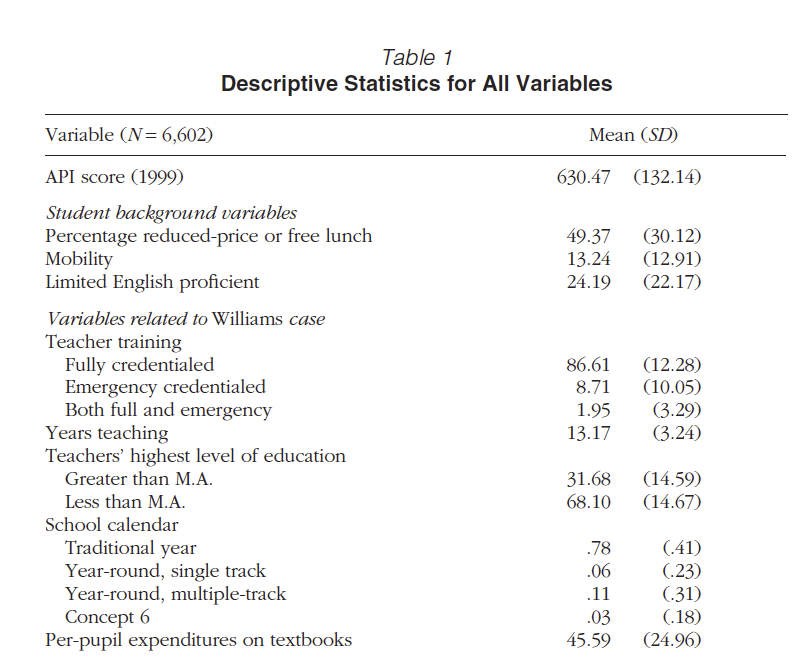 Table 1
Descriptive Statistics for All Variables
Variable (N = 6,602) Mean (SD)
API score (1999) 630.47 (132.14)
Student background variables
Percentage reduced-price or free lunch 49.37 (30.12)
Mobility 13.24 (12.91)
Limited English proficient 24.19 (22.17)
Variables related to Williams case
Teacher training
Fully credentialed 86.61 (12.28)
Emergency credentialed 8.71 (10.05)
Both full and emergency 1.95 (3.29)
Years teaching 13.17 (3.24)
Teachers' highest level of education
Greater than M.A. 31.68 (14.59)
Less than M.A. 68.10 (14.67)
School calendar
Traditional year .78 (.41)
Year-round, single track .06 (.23)
Year-round, multiple-track .11 (.31)
Concept 6 .03 (.18)
Per-pupil expenditures on textbooks 45.59 (24.96)